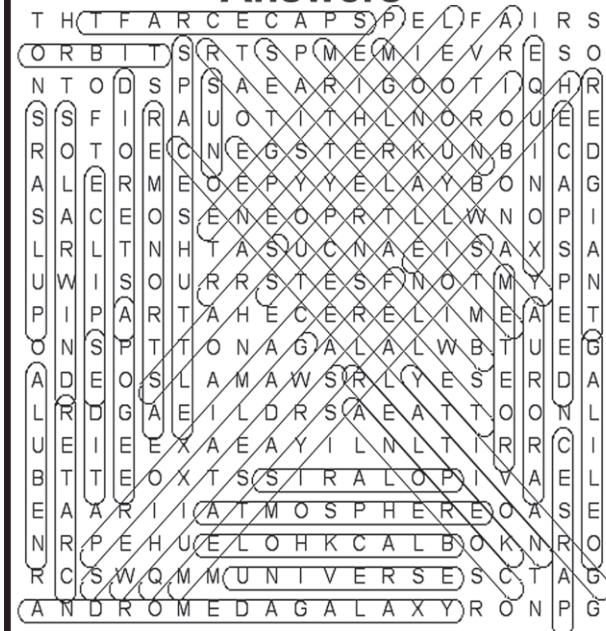 Answers
T H T F A R C E C A P S P E L F A I R S
O R B I T S R T S P M E M I E V R E S O
N T O D S P S A E A R I G O O T I Q H R
S S F I R A U O T I T H L N O R O U E E
R O T O E C N E G S T E R K U N B I C D
A L E R M E O E P Y Y E L A Y B O N A G
S A C E O S E N E O P R T L L W N O P I
L R L T N H T A S U C N A E I S A X S A
U W I S O U R R S T E S F N O T M Y P N
P I P A R T A H E C E R E L I M E A E T
O N S P T T O N A G A L A L W B T U E G
A D E O S L A M A W S R L Y E S E R D A
L R D G A E I L D R S A E A T T O O N L
U E I E E X A E A Y I L N L T I R R C I
B T T E O X T S S I R A L O P I V A E L
E A A R I I A T M O S P H E R E O A S E
N R P E H U E L O H K C A L B O K N R O
R C S W Q M M U N I V E R S E S C T A G
A N D R O M E D A G A L A X Y R O N P G